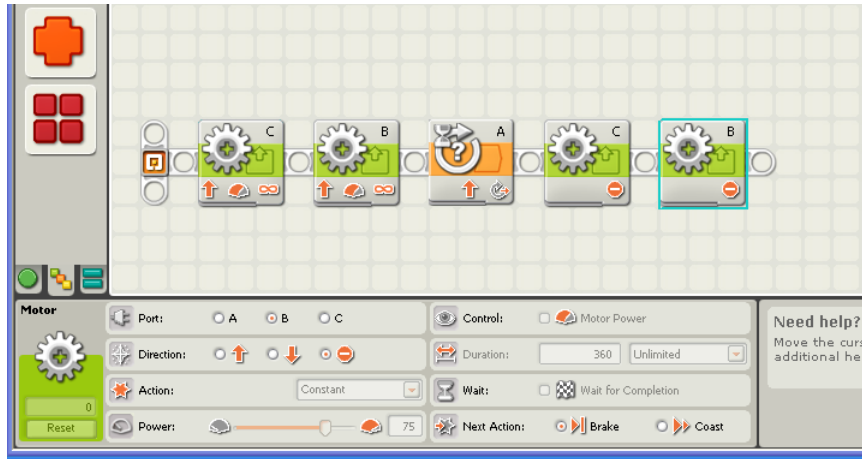 C B A C B
Motor
Port: A B C
Control: Motor Power
Direction:
Duration: 360 Unlimited
Action: Constant
Wait: Wait for Completion
0
Reset
Power: 75
Next Action: Brake Coast
Need help?
Move the curs
additional he